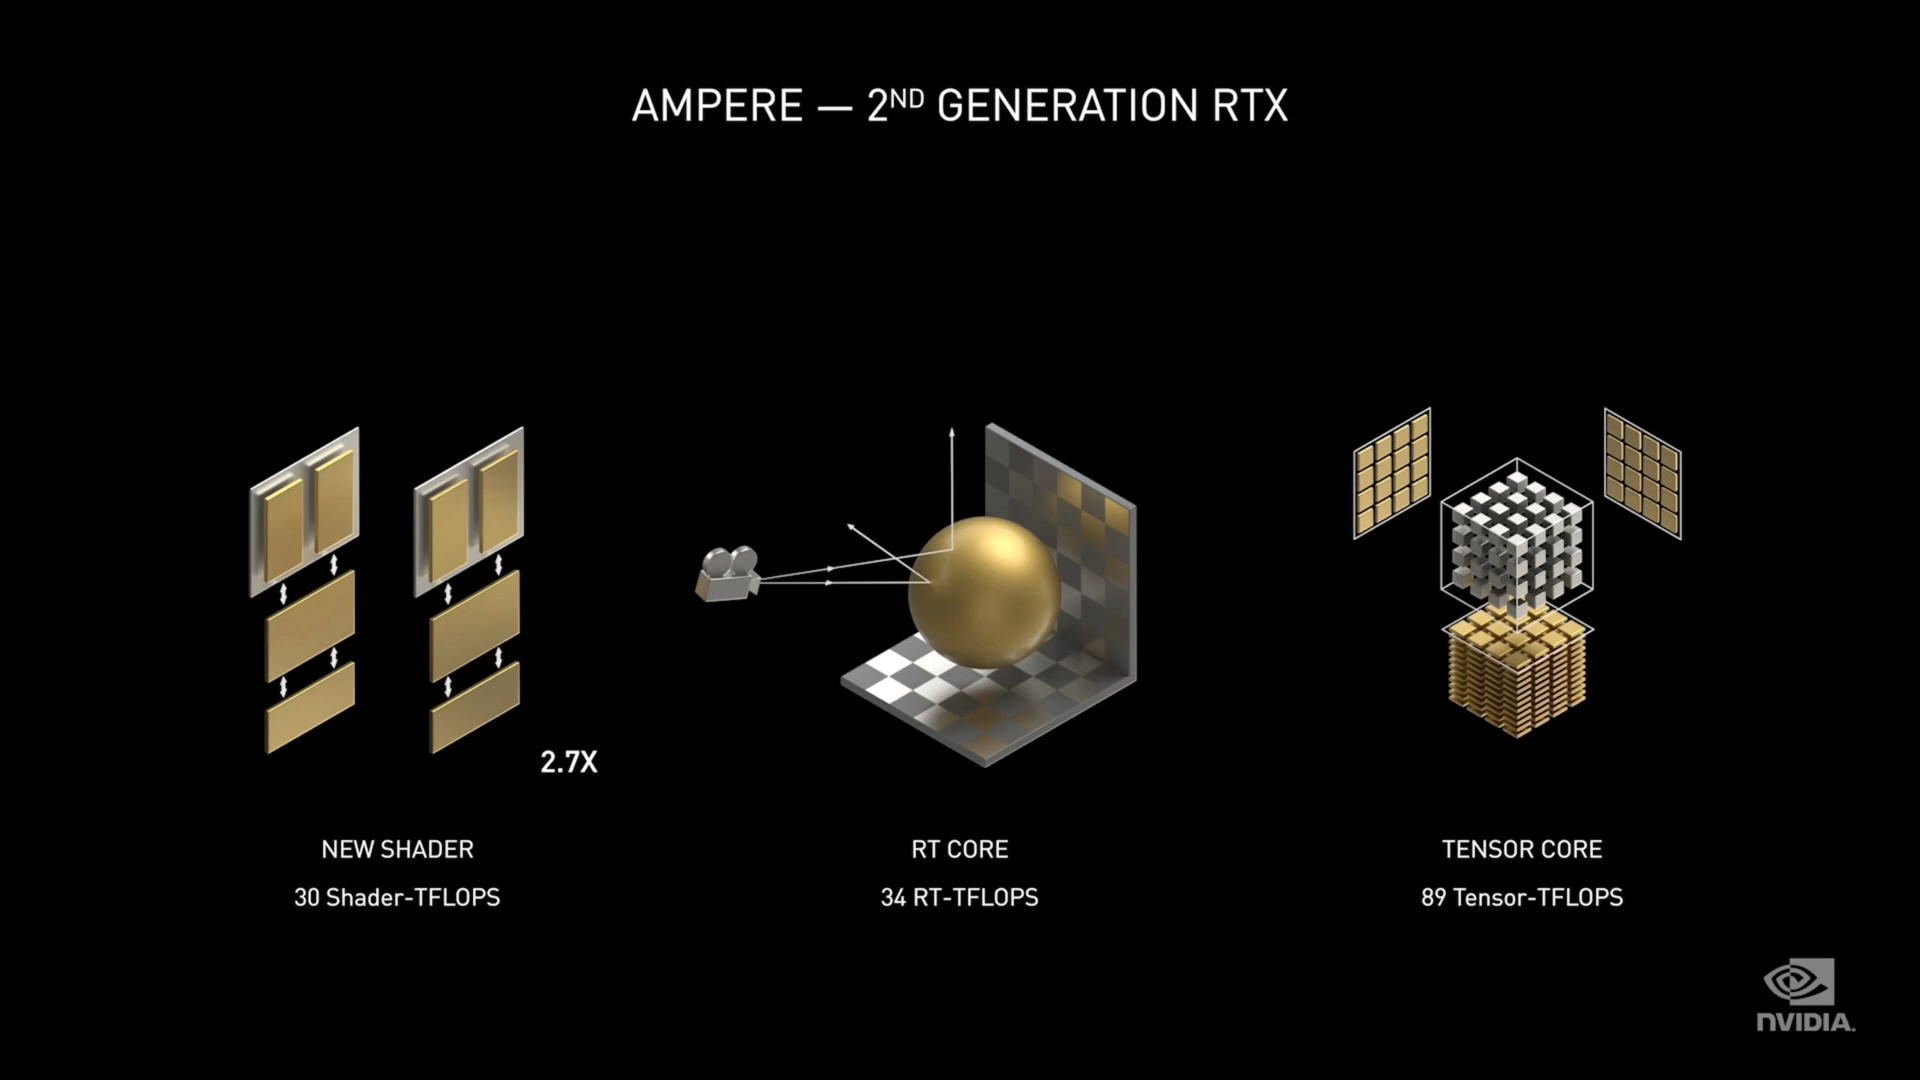 AMPERE — 2ND GENERATION RTX
2.7X
NEW SHADER
30 Shader-TFLOPS
RT CORE
34 RT-TFLOPS
TENSOR CORE
89 Tensor-TFLOPS
NVIDIA.